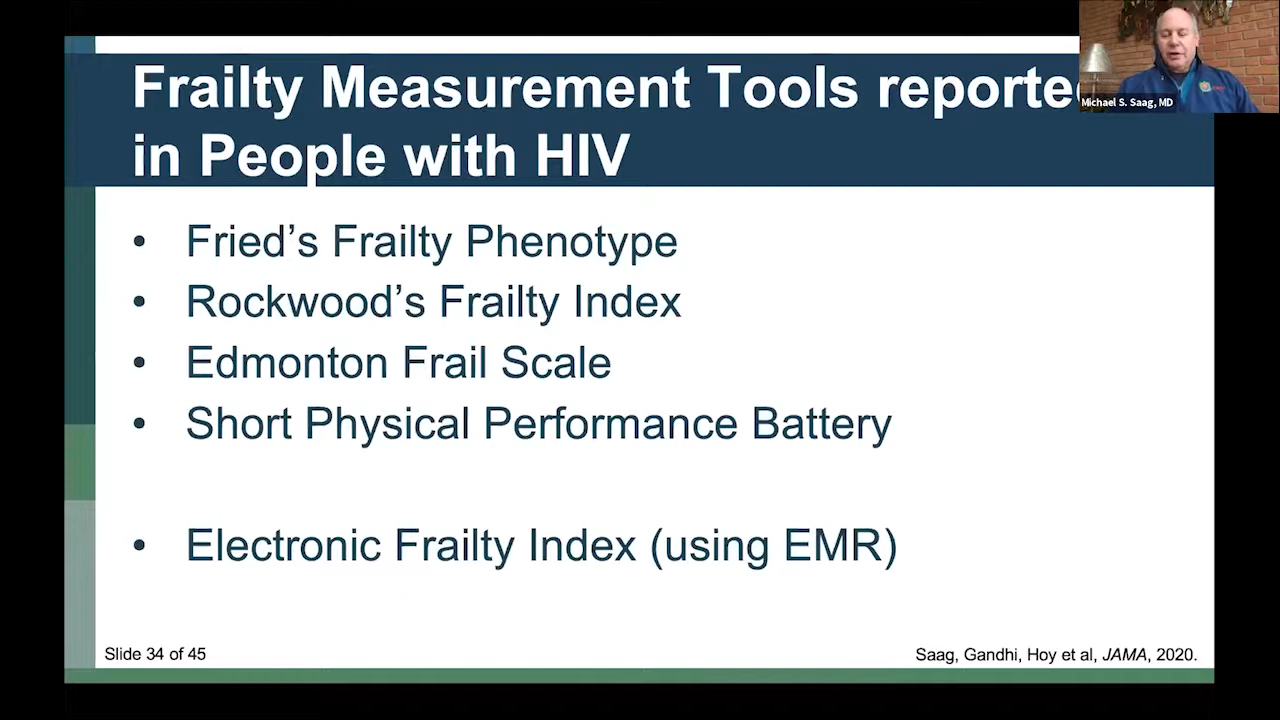 Frailty Measurement Tools reporte
in People with HIV
Michael S. Saag, MD
• Fried’s Frailty Phenotype
• Rockwood’s Frailty Index
• Edmonton Frail Scale
• Short Physical Performance Battery
• Electronic Frailty Index (using EMR)
Slide 34 of 45
Saag, Gandhi, Hoy et al, JAMA, 2020.